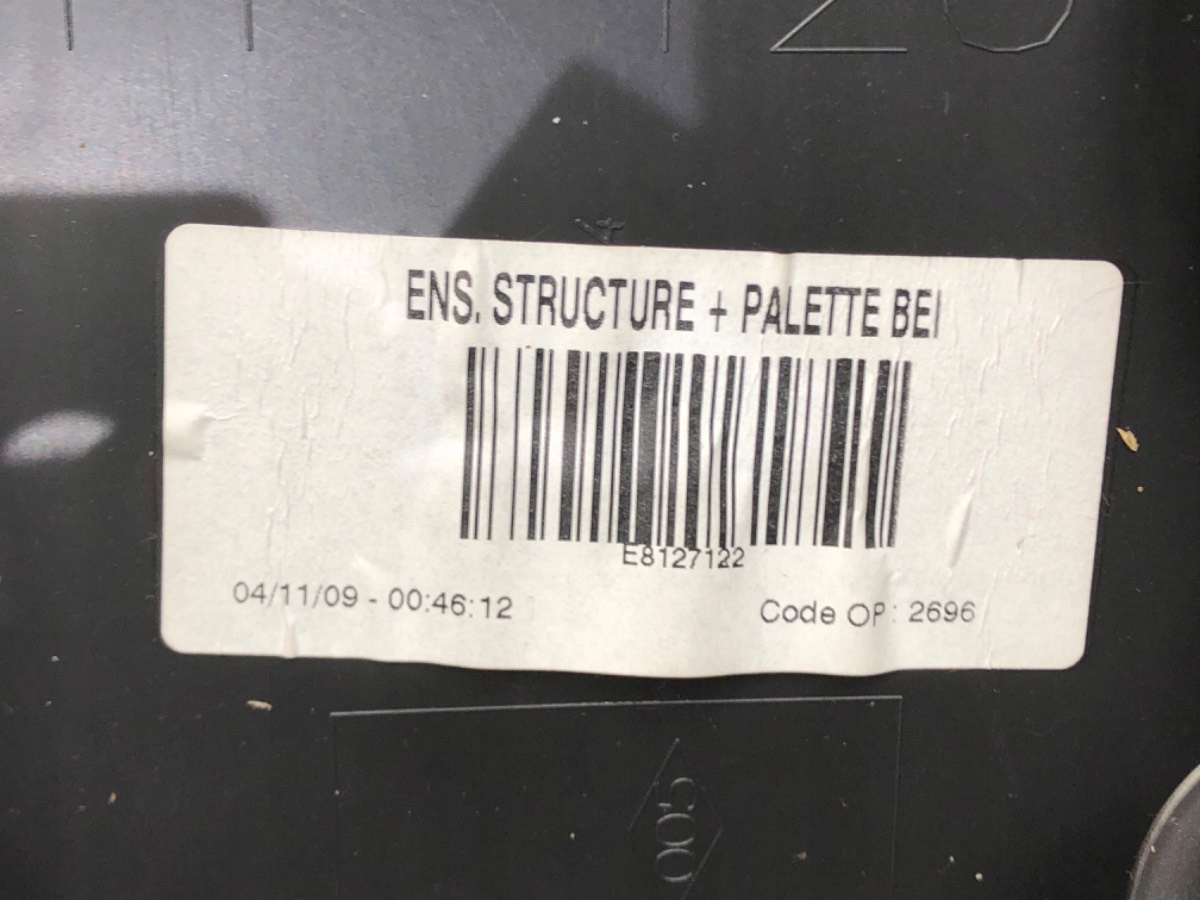 ENS. STRUCTURE + PALETTE BEI
E8127122
04/11/09 - 00:46:12
Code OP: 2696